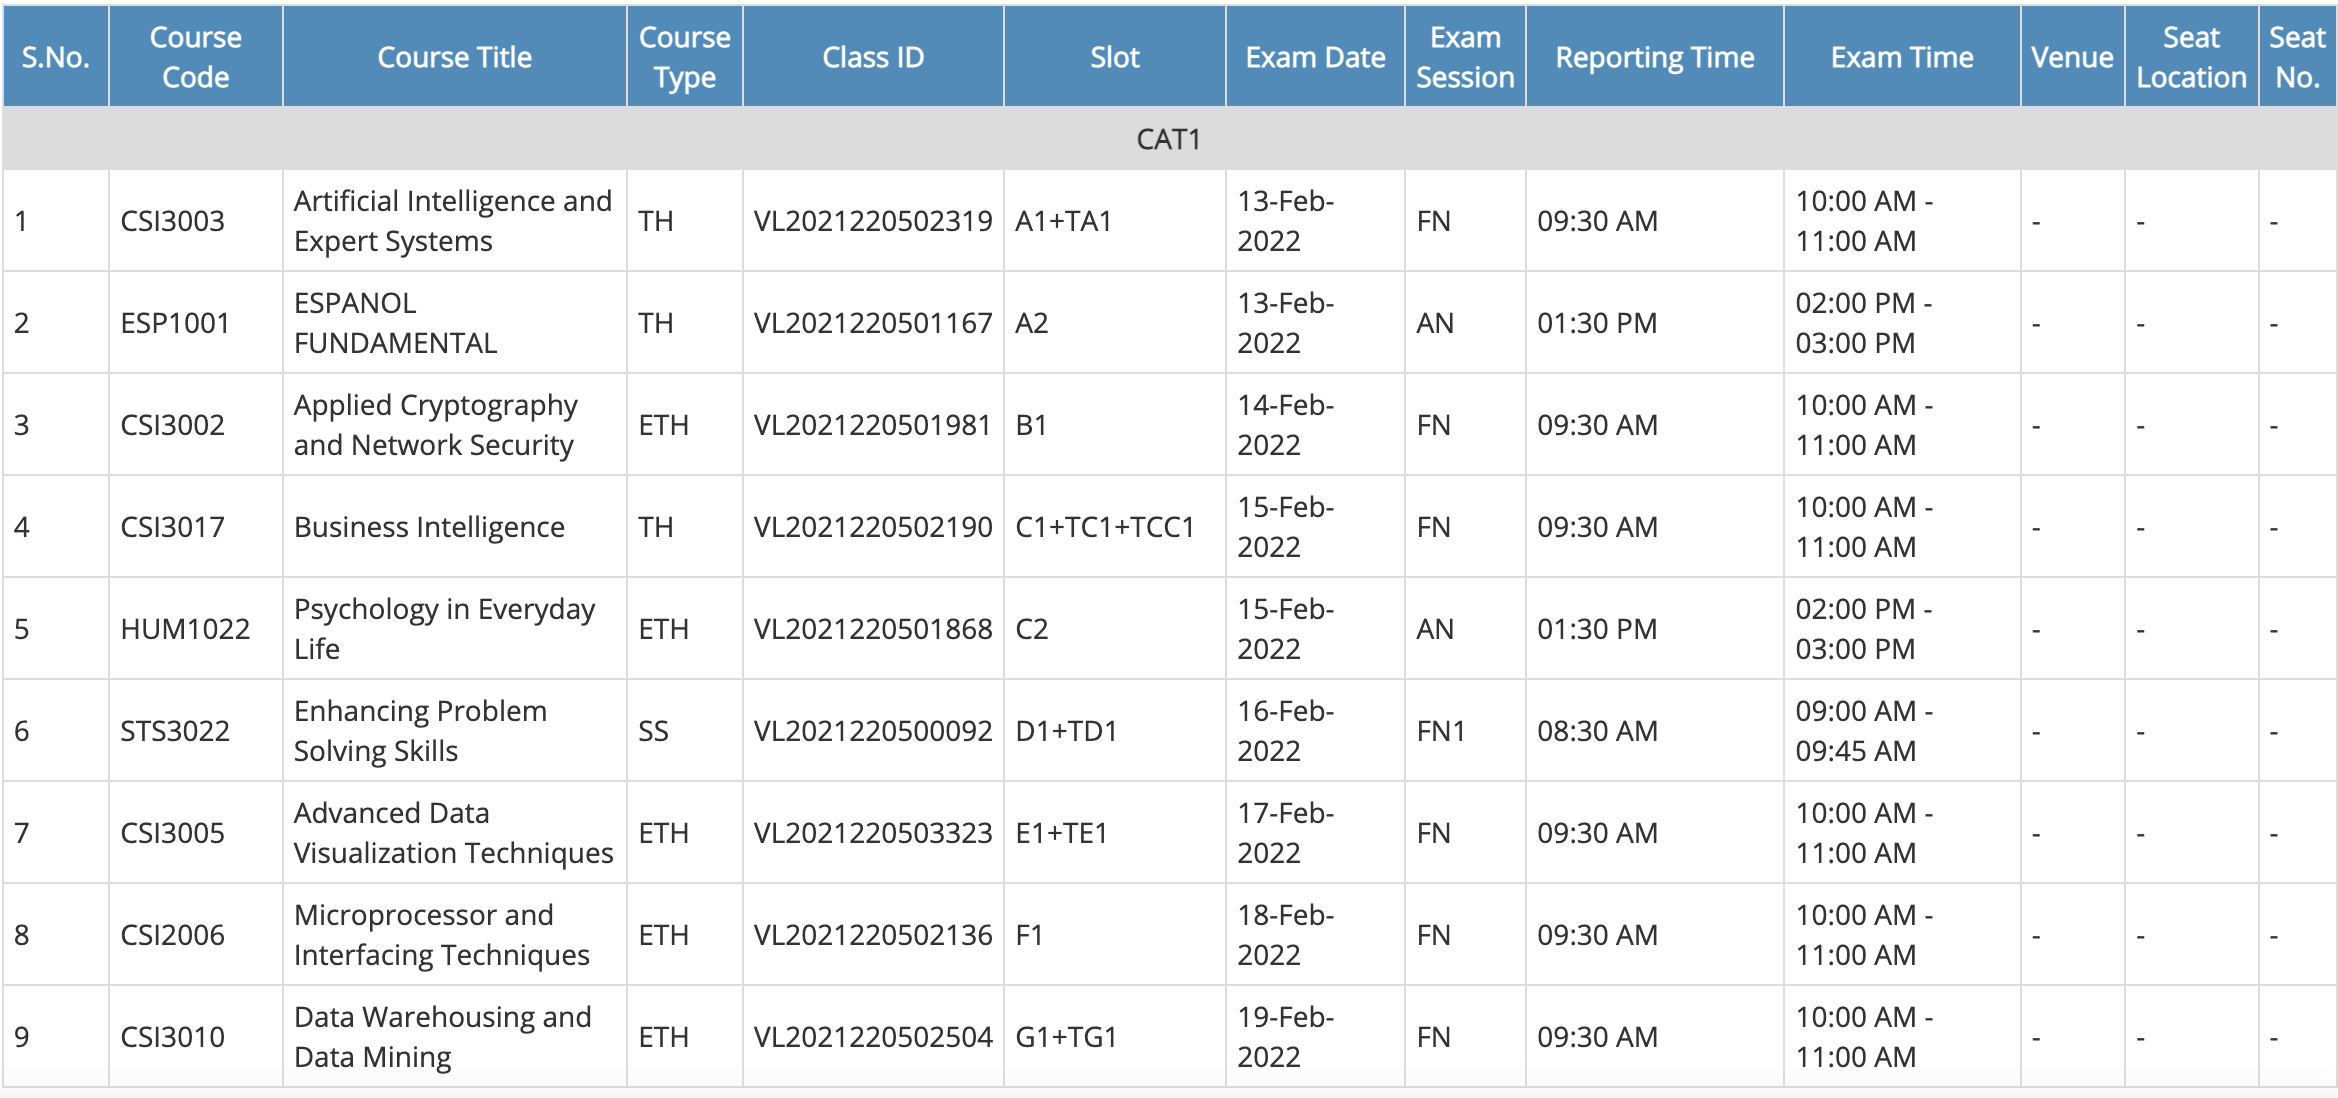 S.No. Course Code Course Title Course Type Class ID Slot Exam Date Exam Session Reporting Time Exam Time Venue Seat Location Seat No.
CAT1
1 CSI3003 Artificial Intelligence and Expert Systems TH VL2021220502319 A1+TA1 13-Feb-2022 FN 09:30 AM 10:00 AM - 11:00 AM - - -
2 ESP1001 ESPANOL FUNDAMENTAL TH VL2021220501167 A2 13-Feb-2022 AN 01:30 PM 02:00 PM - 03:00 PM - - -
3 CSI3002 Applied Cryptography and Network Security ETH VL2021220501981 B1 14-Feb-2022 FN 09:30 AM 10:00 AM - 11:00 AM - - -
4 CSI3017 Business Intelligence TH VL2021220502190 C1+TC1+TCC1 15-Feb-2022 FN 09:30 AM 10:00 AM - 11:00 AM - - -
5 HUM1022 Psychology in Everyday Life ETH VL2021220501868 C2 15-Feb-2022 AN 01:30 PM 02:00 PM - 03:00 PM - - -
6 STS3022 Enhancing Problem Solving Skills SS VL2021220500092 D1+TD1 16-Feb-2022 FN1 08:30 AM 09:00 AM - 09:45 AM - - -
7 CSI3005 Advanced Data Visualization Techniques ETH VL2021220503323 E1+TE1 17-Feb-2022 FN 09:30 AM 10:00 AM - 11:00 AM - - -
8 CSI2006 Microprocessor and Interfacing Techniques ETH VL2021220502136 F1 18-Feb-2022 FN 09:30 AM 10:00 AM - 11:00 AM - - -
9 CSI3010 Data Warehousing and Data Mining ETH VL2021220502504 G1+TG1 19-Feb-2022 FN 09:30 AM 10:00 AM - 11:00 AM - - -